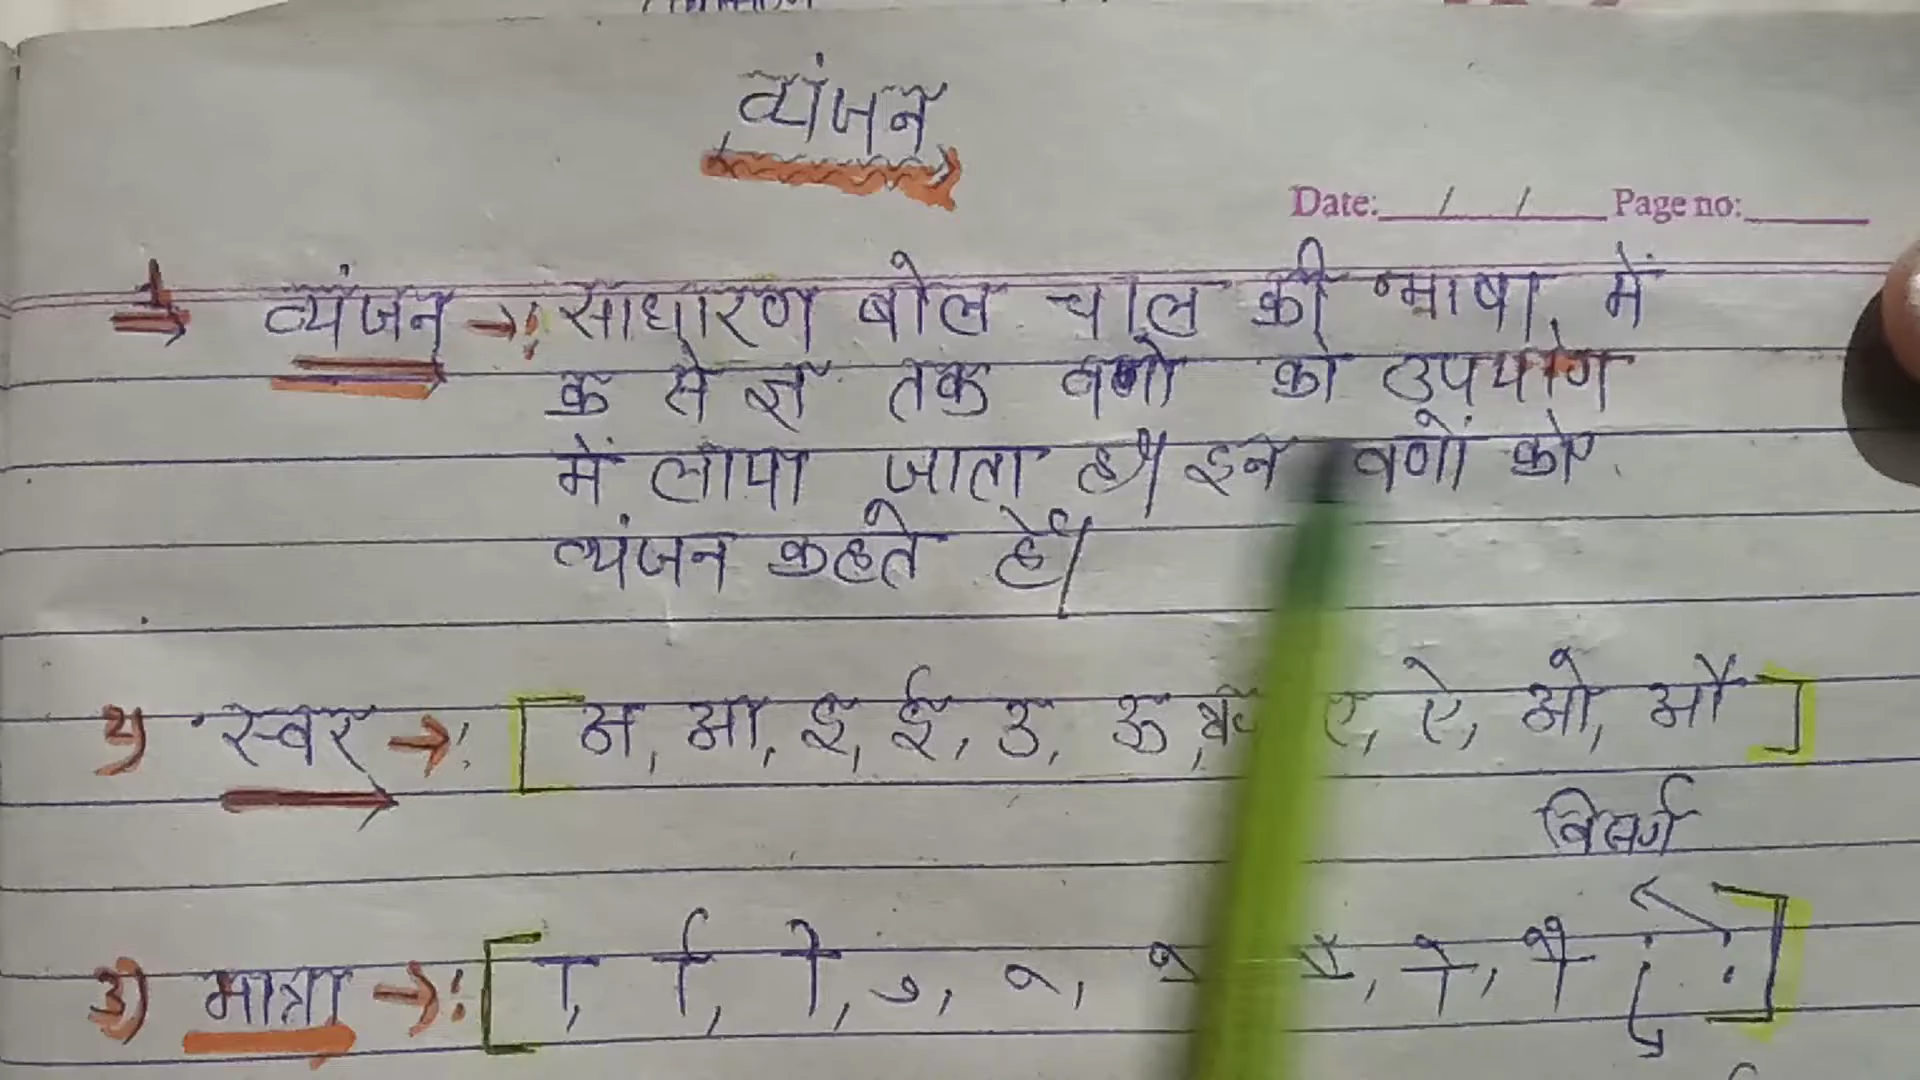 व्यंजन
Date: / / Page no:
1 व्यंजन →: साधारण बोल चाल की भाषा में
क से ज्ञ तक वर्णो को उपयोग
में लाया जाता है। इन वर्णो को
व्यंजन कहते है।
2) स्वर →: [अ, आ, इ, ई, उ, ऊ, ए, ऐ, ओ, औ]
विसर्ग
3) मात्रा →: [ा, ि, ी, ु, ू, े, ै, ो, ौ, ं, ः]